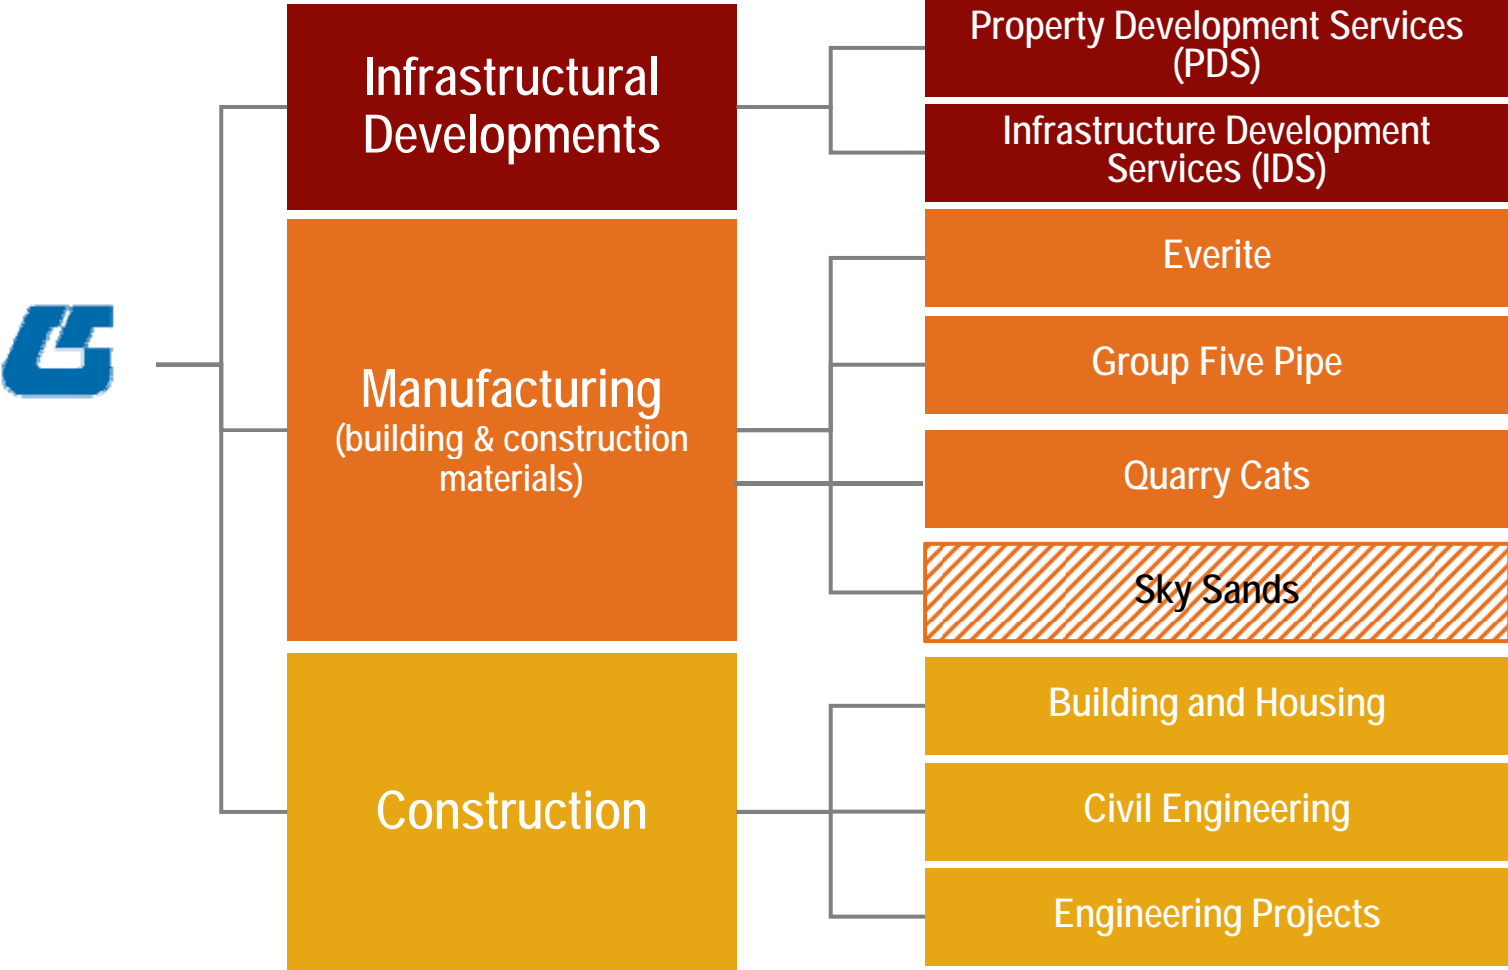 Infrastructural
Developments
Property Development Services
(PDS)
Infrastructure Development
Services (IDS)
Manufacturing
(building & construction
materials)
Everite
Group Five Pipe
Quarry Cats
Sky Sands
Construction
Building and Housing
Civil Engineering
Engineering Projects